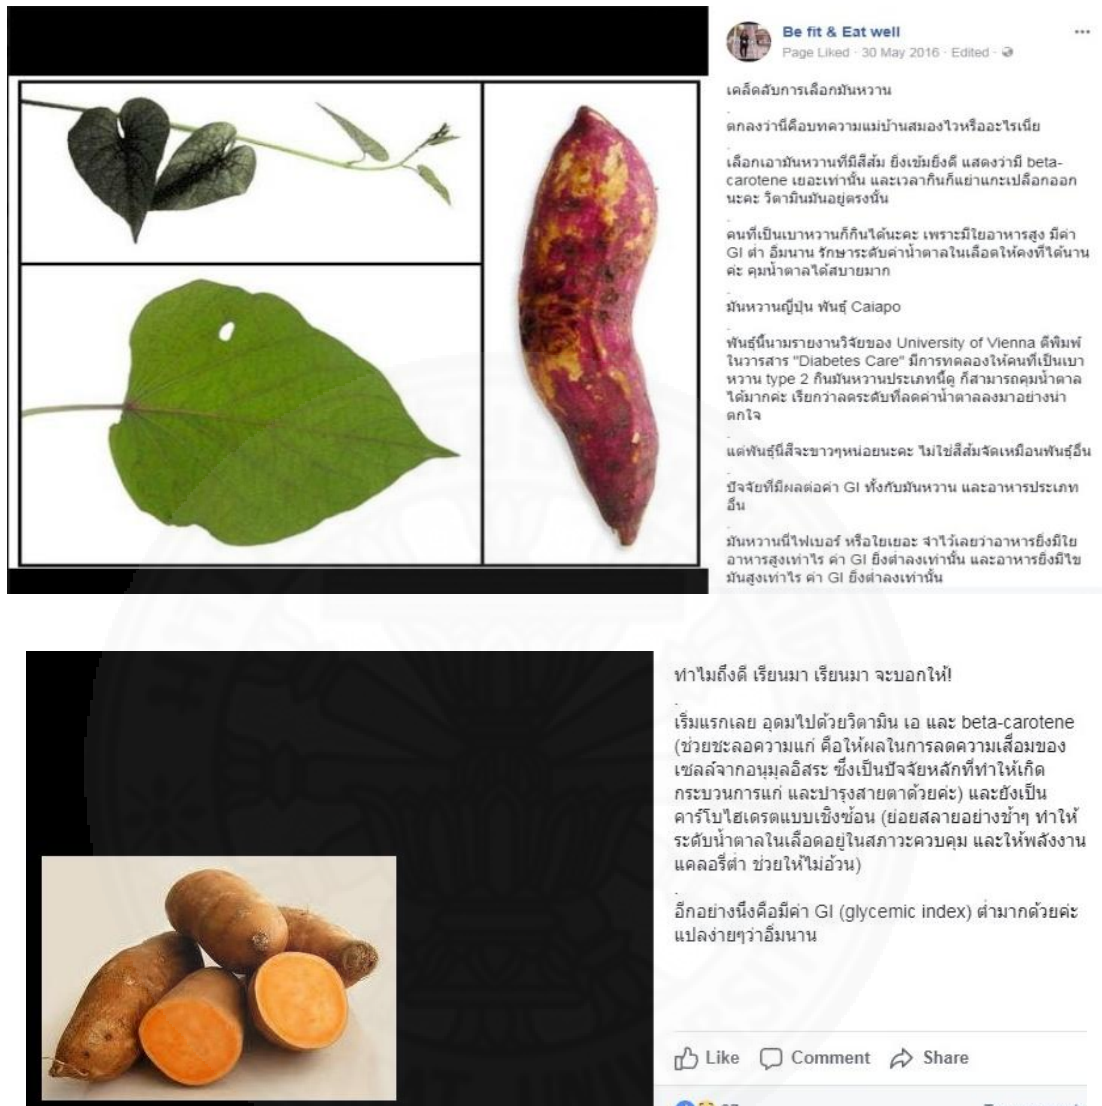 Be fit & Eat well
Page Liked · 30 May 2016 · Edited ·
เคล็ดลับการเลือกมันหวาน
.
ตกลงว่านี่คือบทความแม่บ้านสมองไวหรืออะไรเนี่ย
.
เลือกเอามันหวานที่มีสีส้ม ยิ่งเข้มยิ่งดี แสดงว่ามี beta-
carotene เยอะเท่านั้น และเวลากินก็แย่าแกะเปลือกออก
นะคะ วิตามินมันอยู่ตรงนั้น
.
คนที่เป็นเบาหวานก็กินได้นะคะ เพราะมีใยอาหารสูง มีค่า
GI ต่ำ อิ่มนาน รักษาระดับค่าน้ำตาลในเลือดให้คงที่ได้นาน
ค่ะ คุมน้ำตาลได้สบายมาก
.
มันหวานญี่ปุ่น พันธุ์ Caiapo
.
พันธุ์นี้นามรายงานวิจัยของ University of Vienna ตีพิมพ์
ในวารสาร "Diabetes Care" มีการทดลองให้คนที่เป็นเบา
หวาน type 2 กินมันหวานประเภทนี้ดู ก็สามารถคุมน้ำตาล
ได้มากค่ะ เรียกว่าลดระดับที่ลดค่าน้ำตาลลงมาอย่างน่า
ตกใจ
.
แต่พันธุ์นี้สีจะขาวๆหน่อยนะคะ ไม่ใช่สีส้มจัดเหมือนพันธุ์อื่น
.
ปัจจัยที่มีผลต่อค่า GI ทั้งกับมันหวาน และอาหารประเภท
อื่น
.
มันหวานนี่ไฟเบอร์ หรือใยเยอะ จำไว้เลยว่าอาหารยิ่งมีใย
อาหารสูงเท่าไร ค่า GI ยิ่งต่ำลงเท่านั้น และอาหารยิ่งมีไข
มันสูงเท่าไร ค่า GI ยิ่งต่ำลงเท่านั้น
ทำไมถึงดี เรียนมา เรียนมา จะบอกให้!
.
เริ่มแรกเลย อุดมไปด้วยวิตามิน เอ และ beta-carotene
(ช่วยชะลอความแก่ คือให้ผลในการลดความเสื่อมของ
เซลล์จากอนุมูลอิสระ ซึ่งเป็นปัจจัยหลักที่ทำให้เกิด
กระบวนการแก่ และบำรุงสายตาด้วยค่ะ) และยังเป็น
คาร์โบไฮเดรตแบบเชิงซ้อน (ย่อยสลายอย่างช้าๆ ทำให้
ระดับน้ำตาลในเลือดอยู่ในสภาวะควบคุม และให้พลังงาน
แคลอรี่ต่ำ ช่วยให้ไม่อ้วน)
.
อีกอย่างนึงคือมีค่า GI (glycemic index) ต่ำมากด้วยค่ะ
แปลง่ายๆว่าอิ่มนาน
Like Comment Share